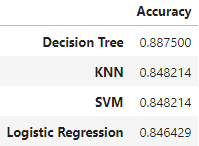 Accuracy
Decision Tree 0.887500
KNN 0.848214
SVM 0.848214
Logistic Regression 0.846429